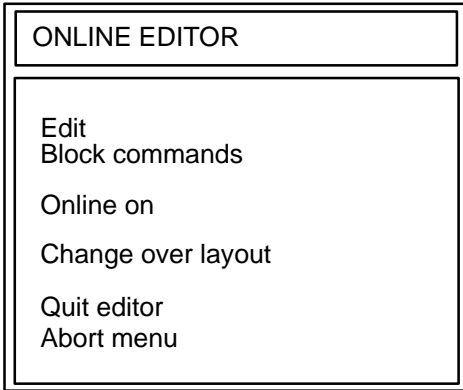 ONLINE EDITOR
Edit
Block commands
Online on
Change over layout
Quit editor
Abort menu